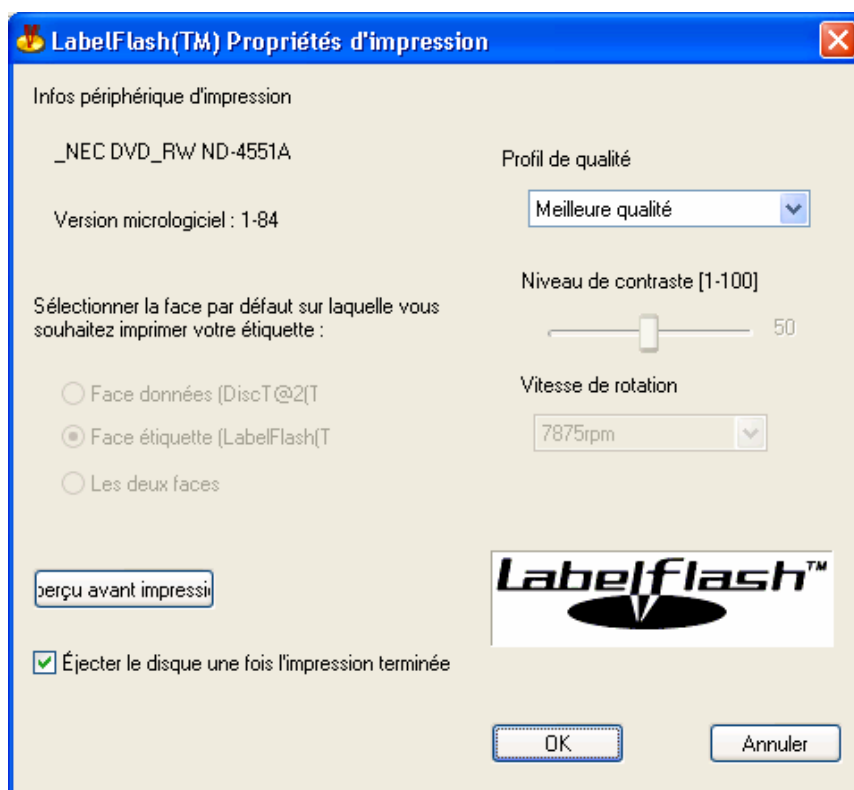 LabelFlash(TM) Propriétés d'impression
Infos périphérique d'impression
_NEC DVD_RW ND-4551A
Version micrologiciel : 1-84
Sélectionner la face par défaut sur laquelle vous
souhaitez imprimer votre étiquette :
Face données (DiscT@2(T
Face étiquette (LabelFlash(T
Les deux faces
perçu avant impressi
Éjecter le disque une fois l'impression terminée
Profil de qualité
Meilleure qualité
Niveau de contraste [1-100]
50
Vitesse de rotation
7875rpm
Labelflash™
OK
Annuler